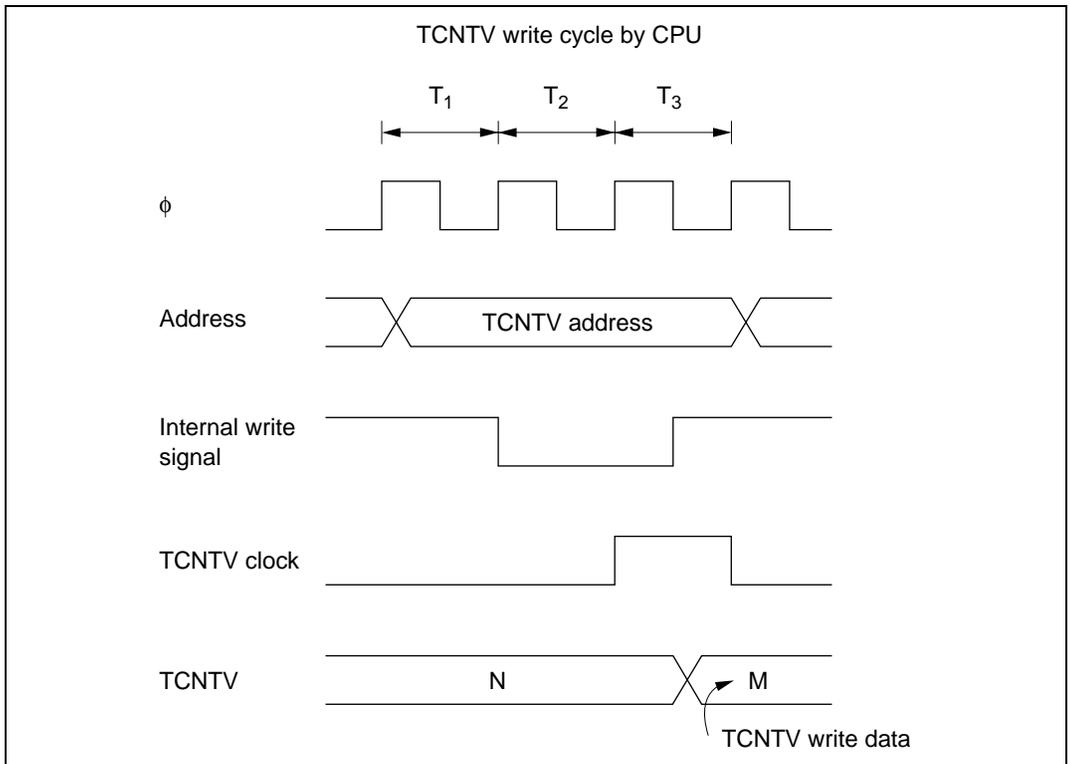 TCNTV write cycle by CPU
T₁ T₂ T₃
ϕ
Address
TCNTV address
Internal write
signal
TCNTV clock
TCNTV
N
M
TCNTV write data